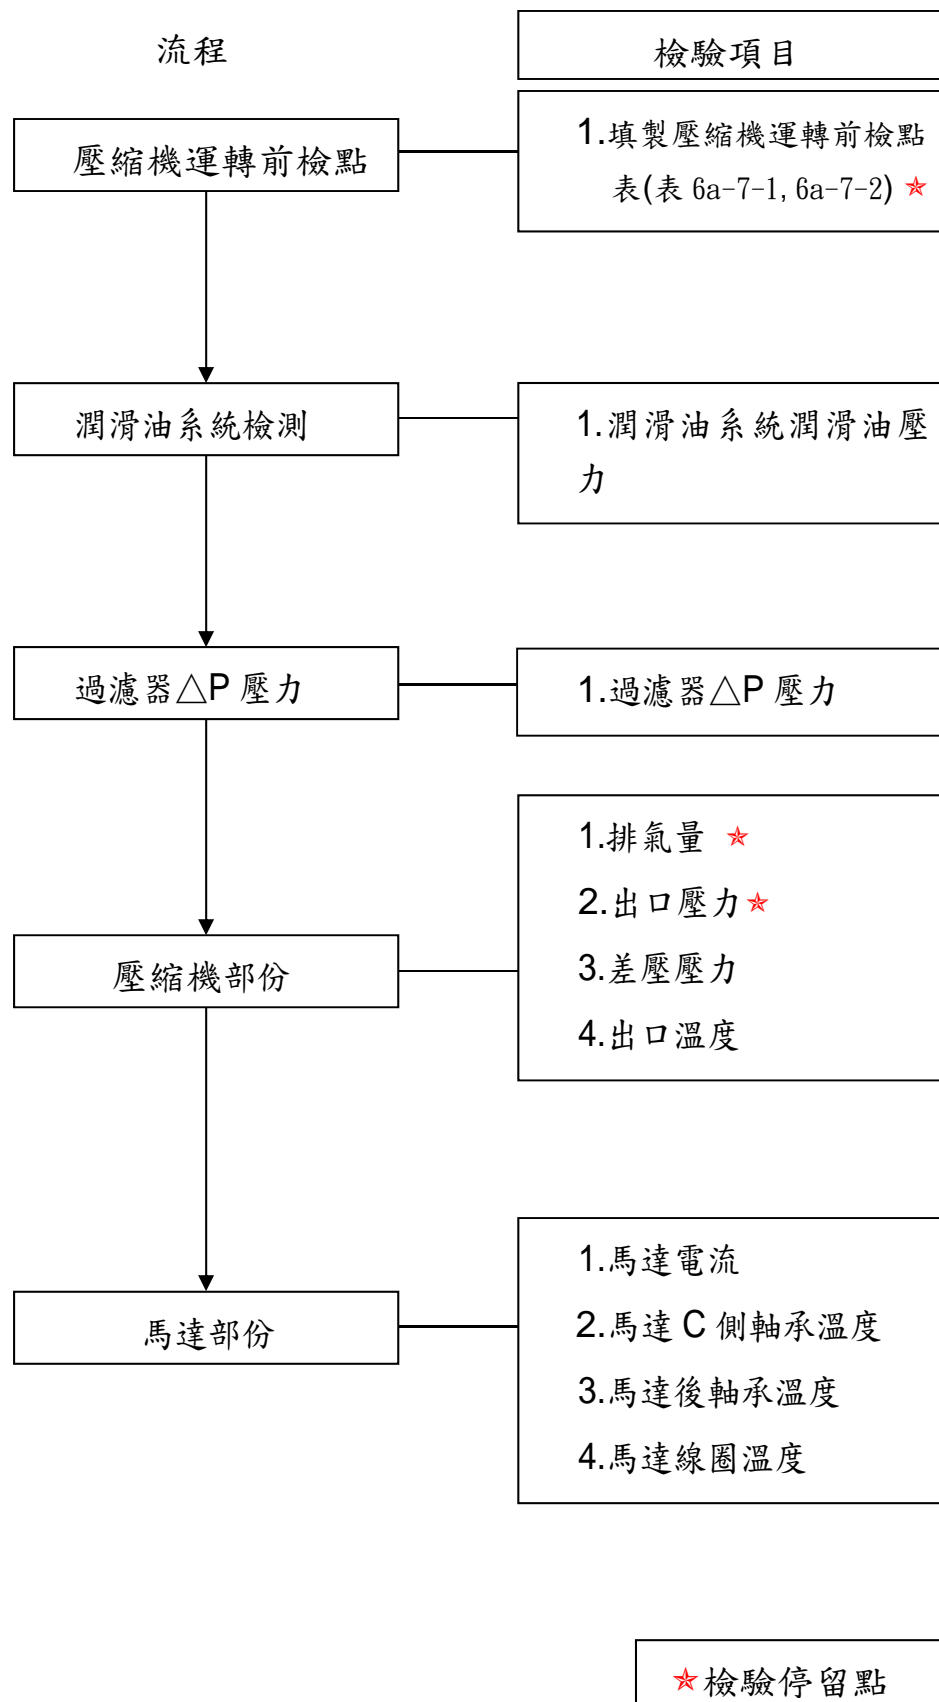 流程
檢驗項目
壓縮機運轉前檢點
1.填製壓縮機運轉前檢點
表(表 6a-7-1, 6a-7-2) ✯
潤滑油系統檢測
1.潤滑油系統潤滑油壓
力
過濾器△P 壓力
1.過濾器△P 壓力
壓縮機部份
1.排氣量 ✯
2.出口壓力✯
3.差壓壓力
4.出口溫度
馬達部份
1.馬達電流
2.馬達 C 側軸承溫度
3.馬達後軸承溫度
4.馬達線圈溫度
✯檢驗停留點